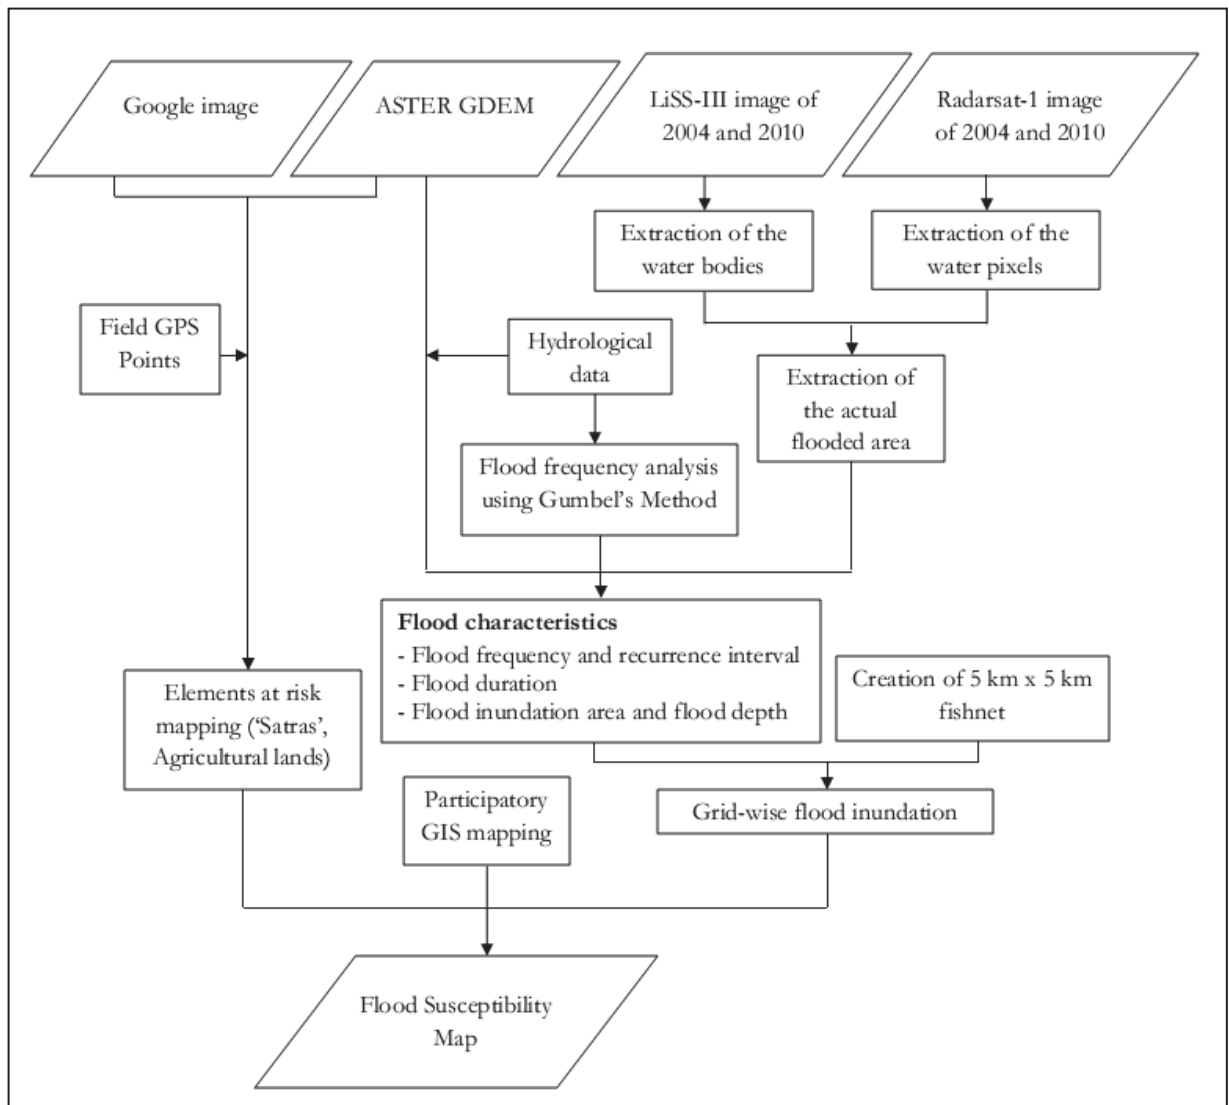 Google image
ASTER GDEM
LiSS-III image of
2004 and 2010
Radarsat-1 image
of 2004 and 2010
Extraction of the
water bodies
Extraction of the
water pixels
Field GPS
Points
Hydrological
data
Extraction of
the actual
flooded area
Flood frequency analysis
using Gumbel's Method
Flood characteristics
- Flood frequency and recurrence interval
- Flood duration
- Flood inundation area and flood depth
Creation of 5 km x 5 km
fishnet
Elements at risk
mapping ('Satras',
Agricultural lands)
Participatory
GIS mapping
Grid-wise flood inundation
Flood Susceptibility
Map